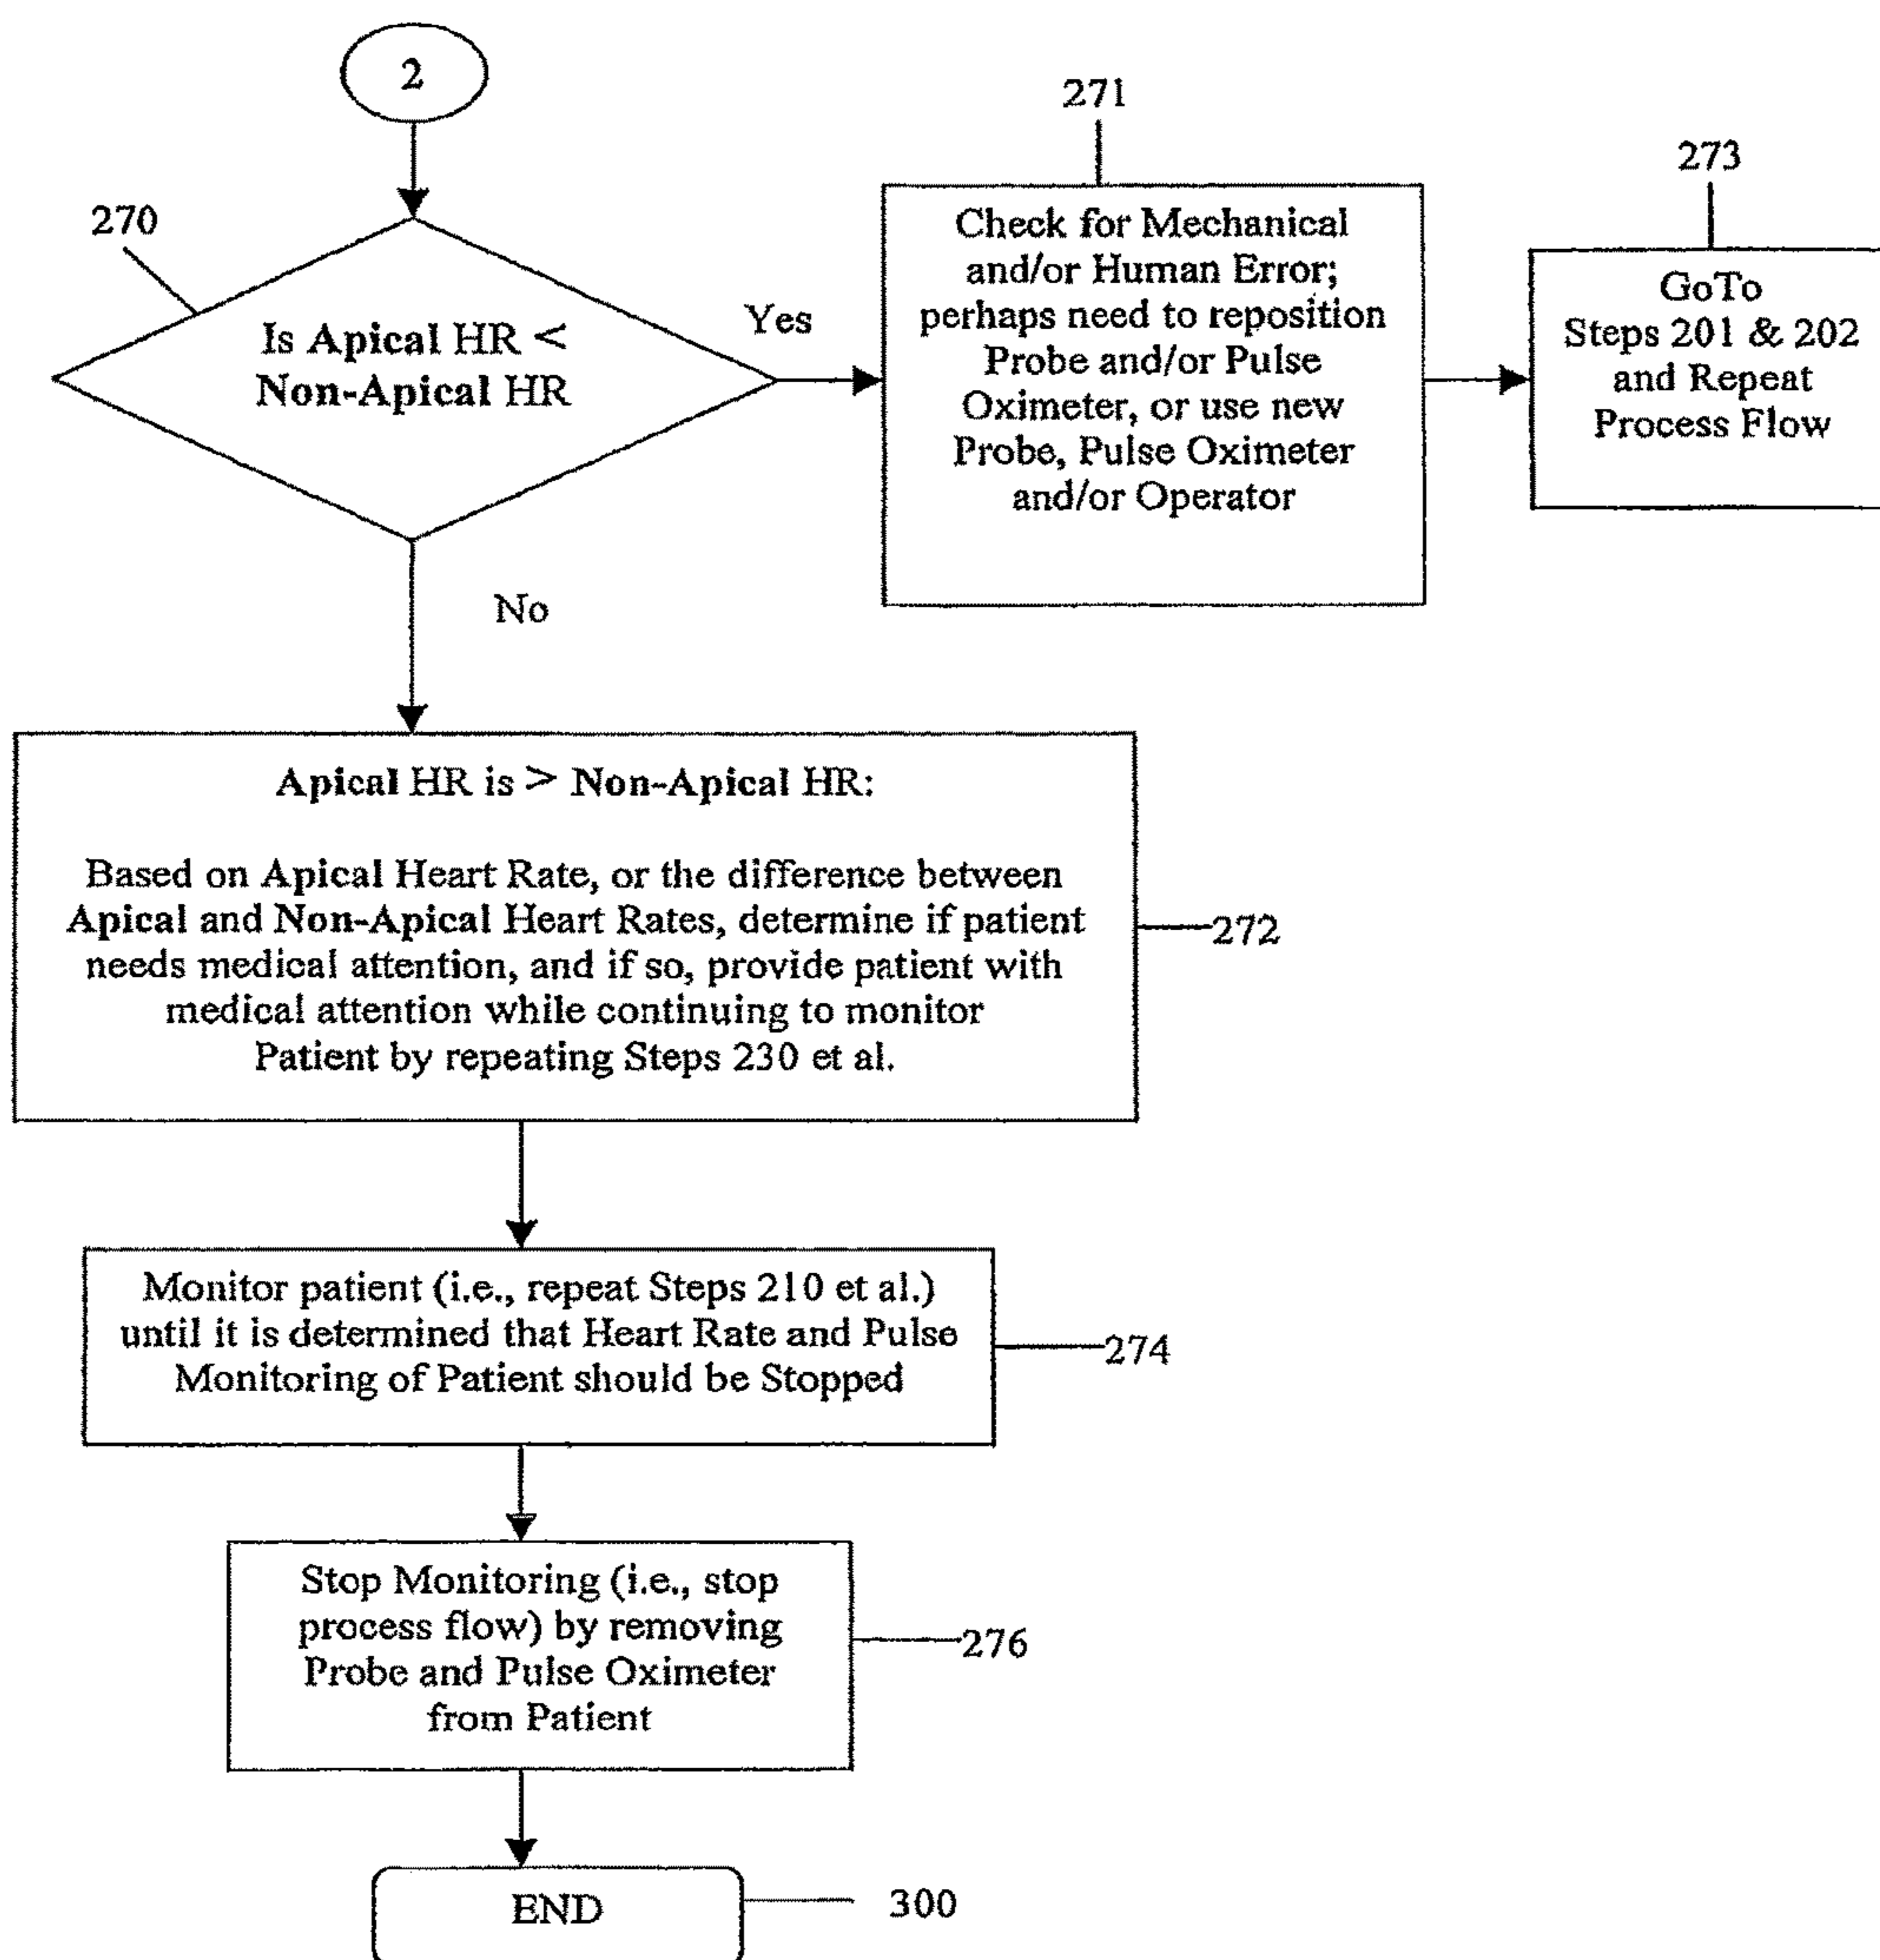 2
270
Is Apical HR <
Non-Apical HR
Yes
No
271
Check for Mechanical
and/or Human Error;
perhaps need to reposition
Probe and/or Pulse
Oximeter, or use new
Probe, Pulse Oximeter
and/or Operator
273
GoTo
Steps 201 & 202
and Repeat
Process Flow
Apical HR is > Non-Apical HR:
Based on Apical Heart Rate, or the difference between
Apical and Non-Apical Heart Rates, determine if patient
needs medical attention, and if so, provide patient with
medical attention while continuing to monitor
Patient by repeating Steps 230 et al.
272
Monitor patient (i.e., repeat Steps 210 et al.)
until it is determined that Heart Rate and Pulse
Monitoring of Patient should be Stopped
274
Stop Monitoring (i.e., stop
process flow) by removing
Probe and Pulse Oximeter
from Patient
276
END
300